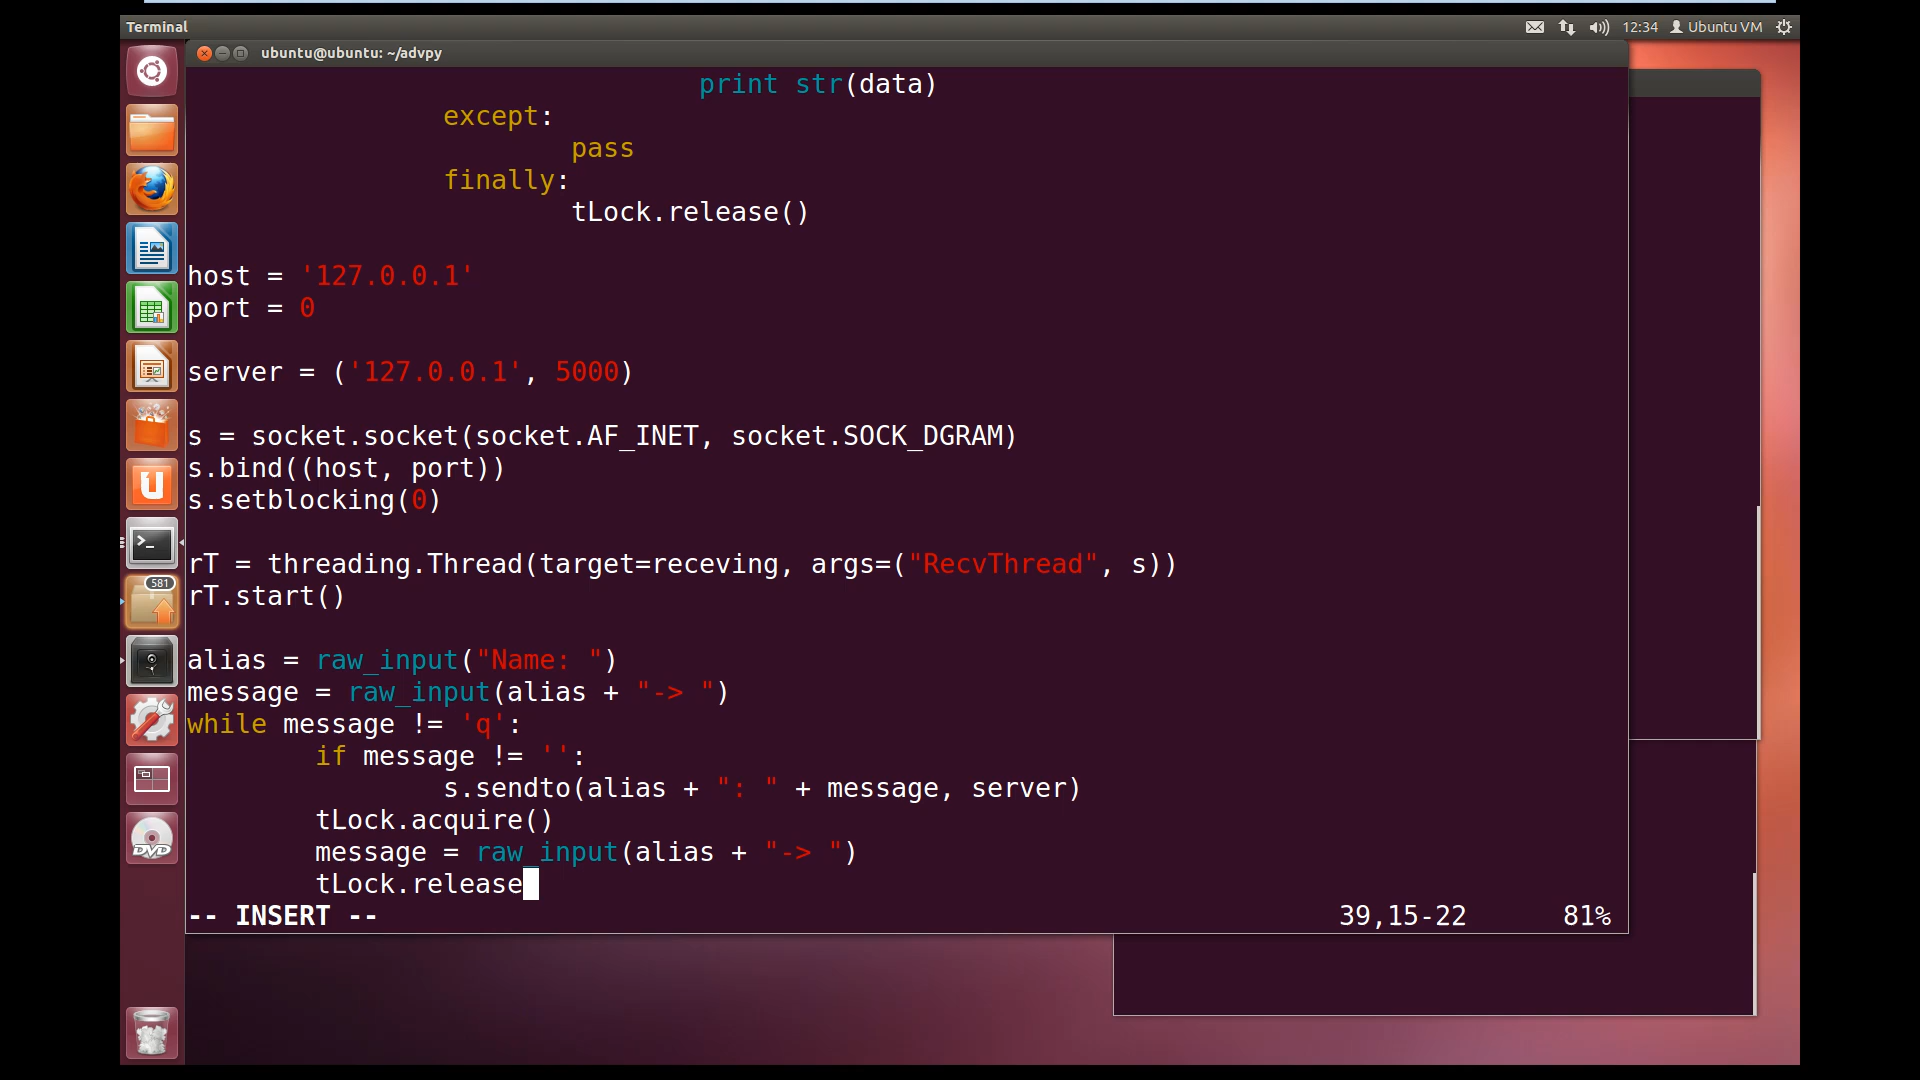 Terminal
12:34 Ubuntu VM
ubuntu@ubuntu: ~/advpy
print str(data)
except:
pass
finally:
tLock.release()
host = '127.0.0.1'
port = 0
server = ('127.0.0.1', 5000)
s = socket.socket(socket.AF_INET, socket.SOCK_DGRAM)
s.bind((host, port))
s.setblocking(0)
rT = threading.Thread(target=receving, args=("RecvThread", s))
rT.start()
581
alias = raw_input("Name: ")
message = raw_input(alias + "-> ")
while message != 'q':
if message != '':
s.sendto(alias + ": " + message, server)
tLock.acquire()
message = raw_input(alias + "-> ")
tLock.release
DVD
-- INSERT -- 39,15-22 81%